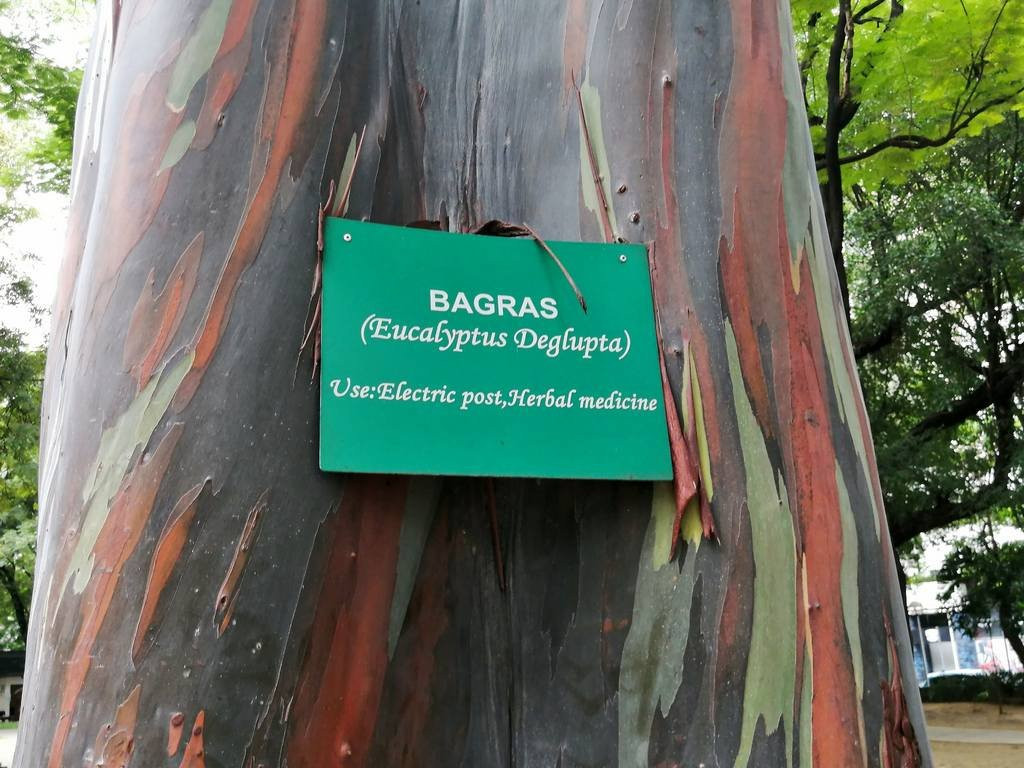 BAGRAS
(Eucalyptus Deglupta)
Use:Electric post,Herbal medicine